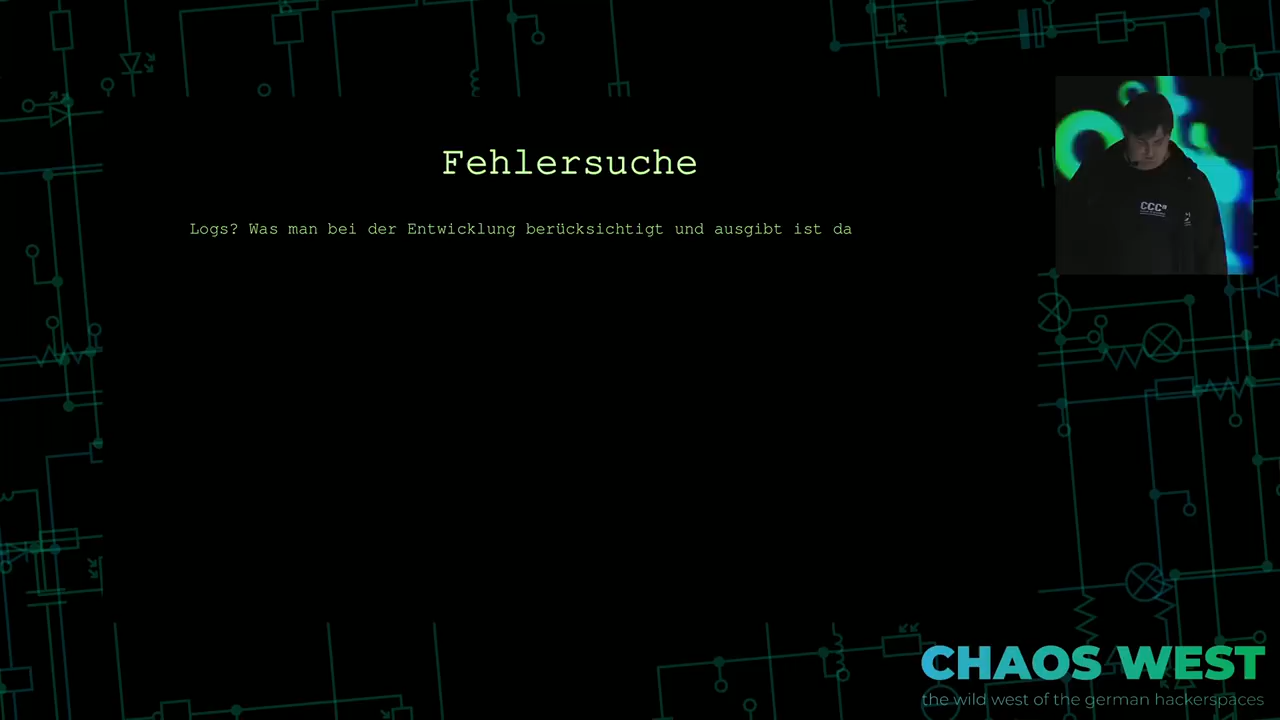 Fehlersuche
Logs? Was man bei der Entwicklung berücksichtigt und ausgibt ist da
CCC
CHAOS WEST
the wild west of the german hackerspaces